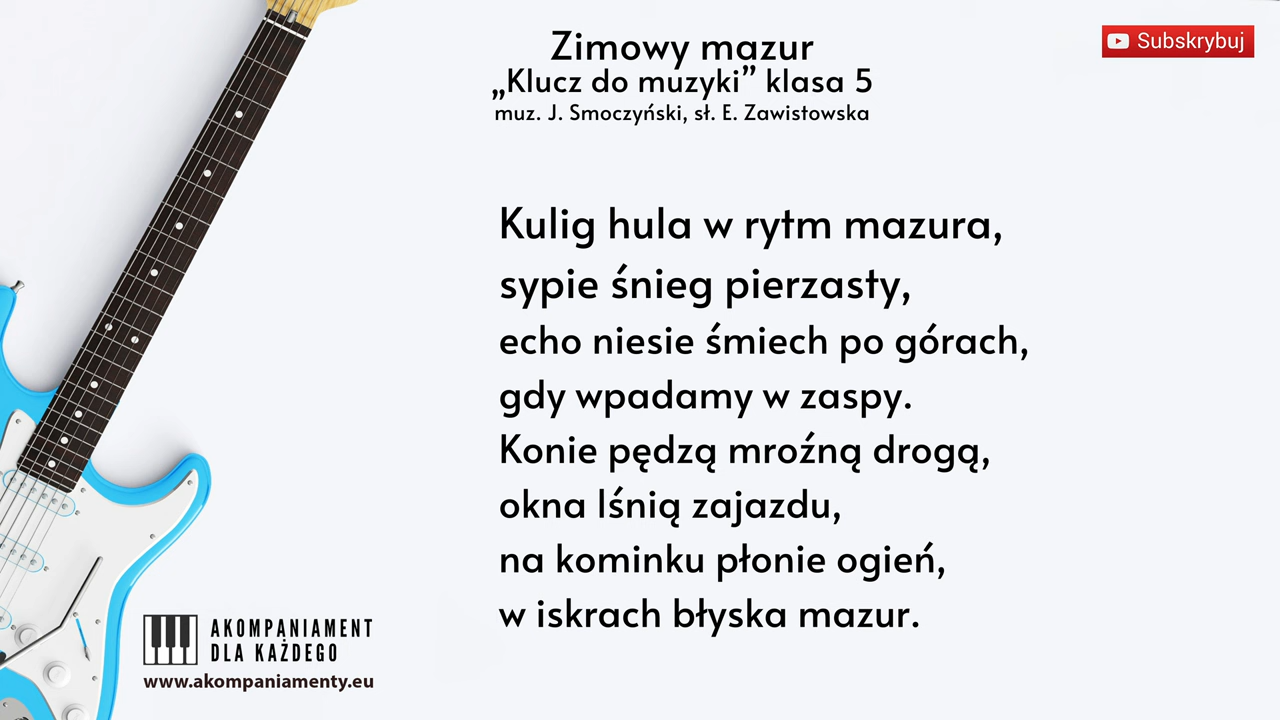 Zimowy mazur
„Klucz do muzyki” klasa 5
muz. J. Smoczyński, sł. E. Zawistowska
Subskrybuj
Kulig hula w rytm mazura,
sypie śnieg pierzasty,
echo niesie śmiech po górach,
gdy wpadamy w zaspy.
Konie pędzą mroźną drogą,
okna lśnią zajazdu,
na kominku płonie ogień,
w iskrach błyska mazur.
AKOMPANIAMENT
DLA KAŻDEGO
www.akompaniamenty.eu